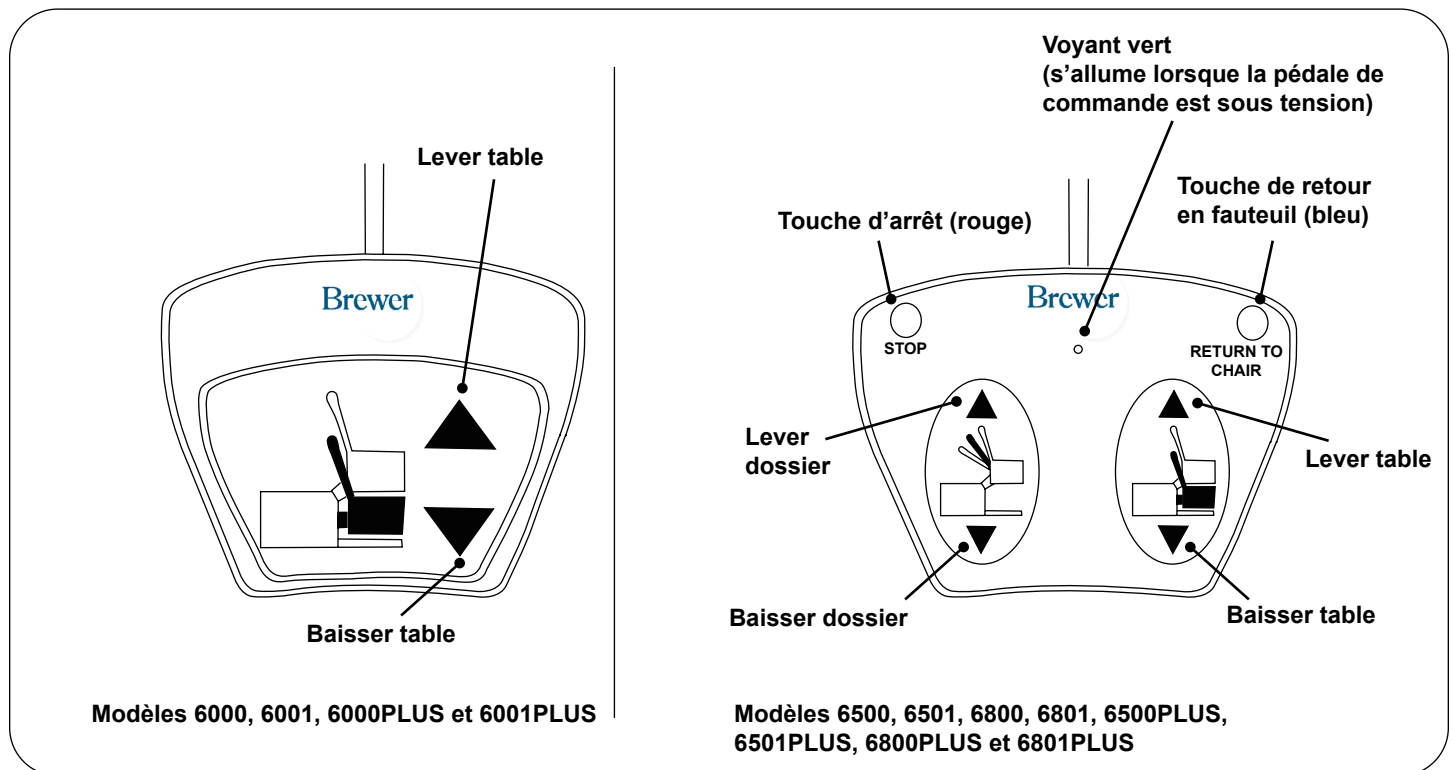 Lever table
Brewer
Baisser table
Modèles 6000, 6001, 6000PLUS et 6001PLUS
Voyant vert
(s’allume lorsque la pédale de
commande est sous tension)
Touche de retour
en fauteuil (bleu)
Touche d’arrêt (rouge)
Brewer
STOP
RETURN TO
CHAIR
Lever
dossier
Lever table
Baisser dossier
Baisser table
Modèles 6500, 6501, 6800, 6801, 6500PLUS,
6501PLUS, 6800PLUS et 6801PLUS